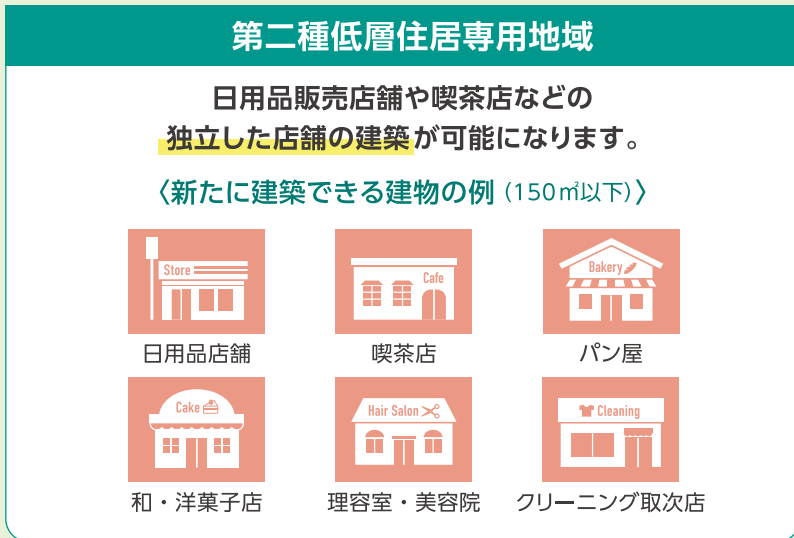 第二種低層住居専用地域
日用品販売店舗や喫茶店などの
独立した店舗の建築が可能になります。
〈新たに建築できる建物の例（150㎡以下）〉
Store
Cafe
Bakery
日用品店舗
喫茶店
パン屋
Cake
Hair Salon
Cleaning
和・洋菓子店
理容室・美容院
クリーニング取次店